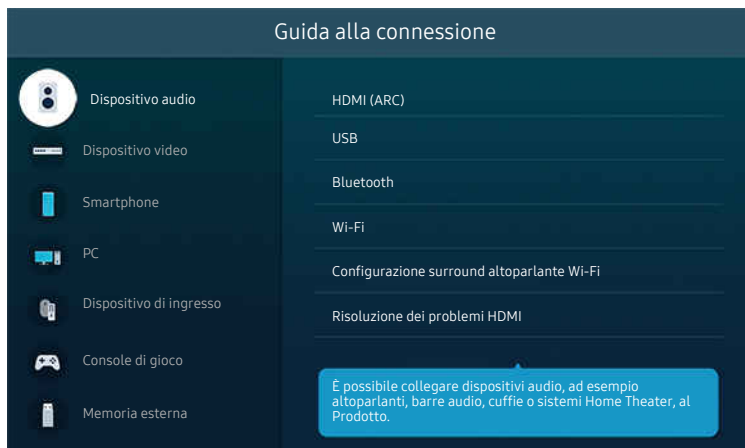 Guida alla connessione
Dispositivo audio
Dispositivo video
Smartphone
PC
Dispositivo di ingresso
Console di gioco
Memoria esterna
HDMI (ARC)
USB
Bluetooth
Wi-Fi
Configurazione surround altoparlante Wi-Fi
Risoluzione dei problemi HDMI
È possibile collegare dispositivi audio, ad esempio
altoparlanti, barre audio, cuffie o sistemi Home Theater, al
Prodotto.